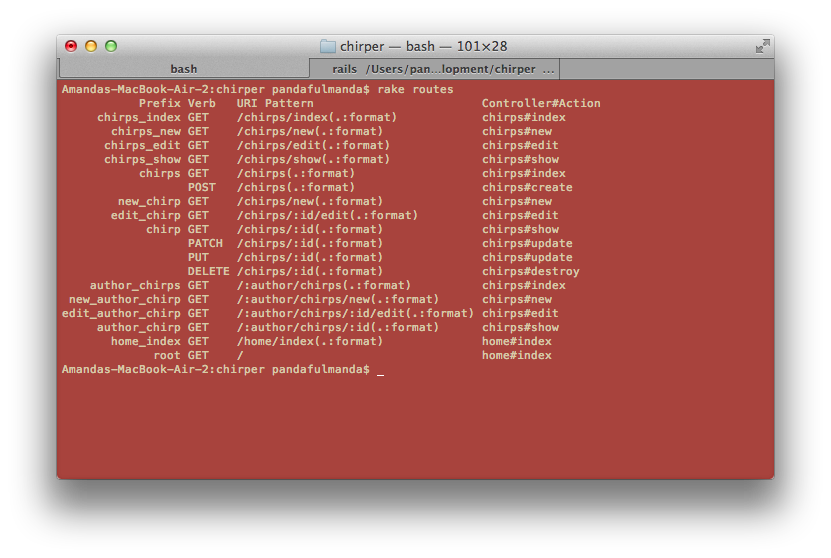 chirper — bash — 101×28
bash rails /Users/pan...lopment/chirper ...
Amandas-MacBook-Air-2:chirper pandafulmanda$ rake routes
           Prefix Verb   URI Pattern                        Controller#Action
     chirps_index GET    /chirps/index(.:format)            chirps#index
       chirps_new GET    /chirps/new(.:format)              chirps#new
      chirps_edit GET    /chirps/edit(.:format)             chirps#edit
      chirps_show GET    /chirps/show(.:format)             chirps#show
           chirps GET    /chirps(.:format)                  chirps#index
                  POST   /chirps(.:format)                  chirps#create
        new_chirp GET    /chirps/new(.:format)              chirps#new
       edit_chirp GET    /chirps/:id/edit(.:format)         chirps#edit
            chirp GET    /chirps/:id(.:format)              chirps#show
                  PATCH  /chirps/:id(.:format)              chirps#update
                  PUT    /chirps/:id(.:format)              chirps#update
                  DELETE /chirps/:id(.:format)              chirps#destroy
    author_chirps GET    /:author/chirps(.:format)          chirps#index
 new_author_chirp GET    /:author/chirps/new(.:format)      chirps#new
edit_author_chirp GET    /:author/chirps/:id/edit(.:format) chirps#edit
     author_chirp GET    /:author/chirps/:id(.:format)      chirps#show
       home_index GET    /home/index(.:format)              home#index
             root GET    /                                  home#index
Amandas-MacBook-Air-2:chirper pandafulmanda$ _